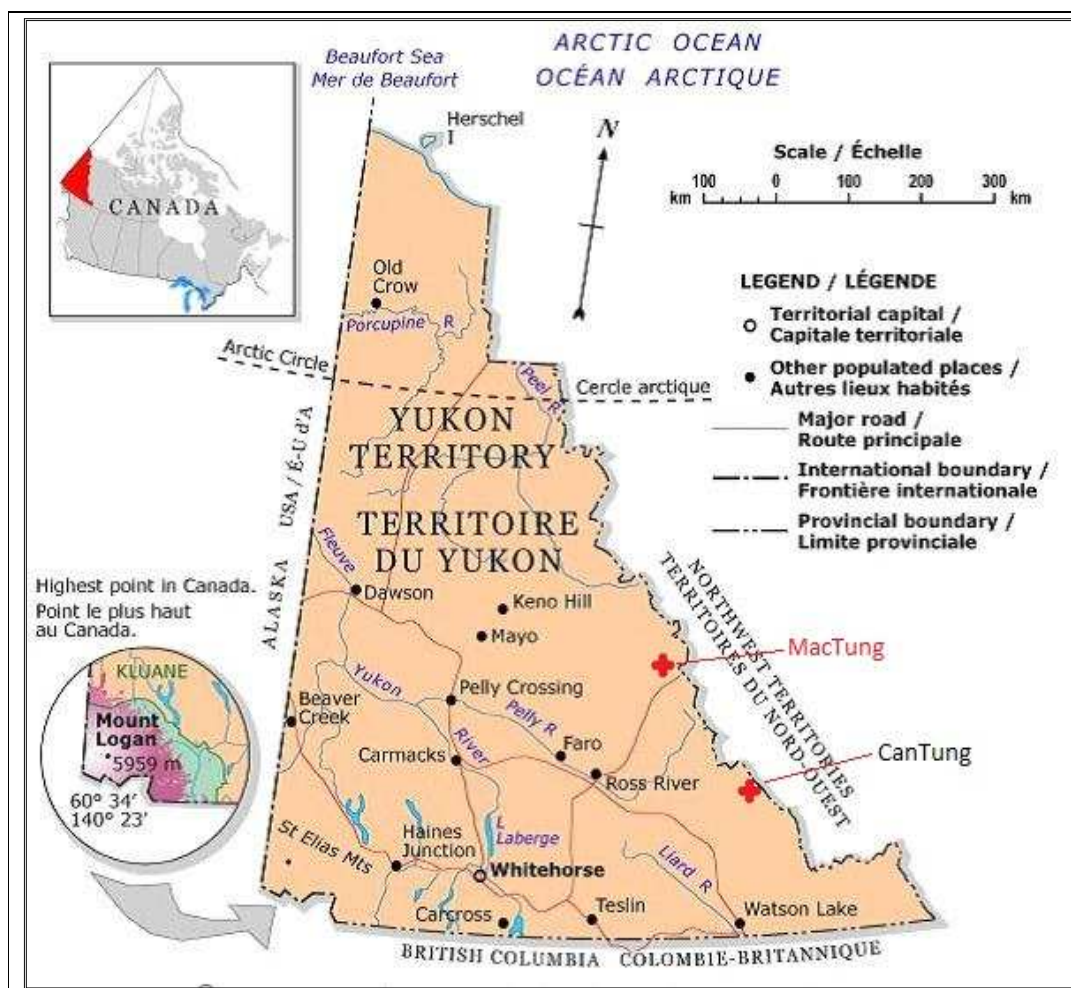 ARCTIC OCEAN
OCÉAN ARCTIQUE
Beaufort Sea
Mer de Beaufort
Herschel
I
N
Scale / Échelle
100 0 100 200 300
km km
CANADA
Old
Crow
Porcupine R
Arctic Circle
Cercle arctique
Peel R
LEGEND / LÉGENDE
Territorial capital /
Capitale territoriale
Other populated places /
Autres lieux habités
Major road /
Route principale
International boundary /
Frontière internationale
Provincial boundary /
Limite provinciale
YUKON
TERRITORY
TERRITOIRE
DU YUKON
ALASKA USA / É-U d'A
NORTHWEST TERRITORIES
TERRITOIRES DU NORD-OUEST
Fleuve
Dawson
Keno Hill
Mayo
MacTung
Highest point in Canada.
Point le plus haut
au Canada.
KLUANE
Mount
Logan
5959 m
60° 34'
140° 23'
Beaver
Creek
Yukon
River
Pelly Crossing
Pelly R
Carmacks
Faro
Ross River
CanTung
St Elias Mts
Haines
Junction
L
Laberge
Whitehorse
Liard R
Carcross
Teslin
Watson Lake
BRITISH COLUMBIA COLOMBIE-BRITANNIQUE